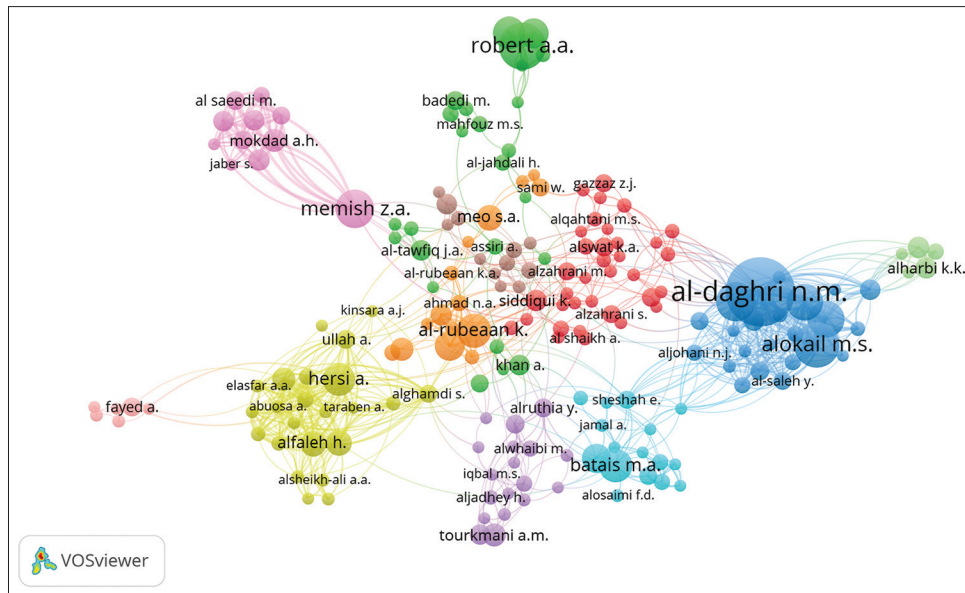 robert a.a.
al saeedi m.
badedi m.
mahfouz m.s.
mokdad a.h.
jaber s.
al-jahdali h.
sami w.
gazzaz z.j.
memish z.a.
meo s.a.
alqahtani m.s.
al-tawfiq j.a.
assiri a.
alswat k.a.
alharbi k.k.
al-rubeaan k.a.
alzahrani m.
al-daghri n.m.
ahmad n.a.
siddiqui k.
kinsara a.j.
alzahrani s.
al-rubeaan k.
ullah a.
al shaikh a.
alokail m.s.
aljohani n.j.
khan a.
hersi a.
elasfar a.a.
al-saleh y.
alghamdi s.
fayed a.
abuosa a.
taraben a.
alruthia y.
sheshah e.
jamal a.
alfaleh h.
alwhaibi m.
batais m.a.
iqbal m.s.
alsheikh-ali a.a.
aljadhey h.
alosaimi f.d.
tourkmani a.m.
VOSviewer